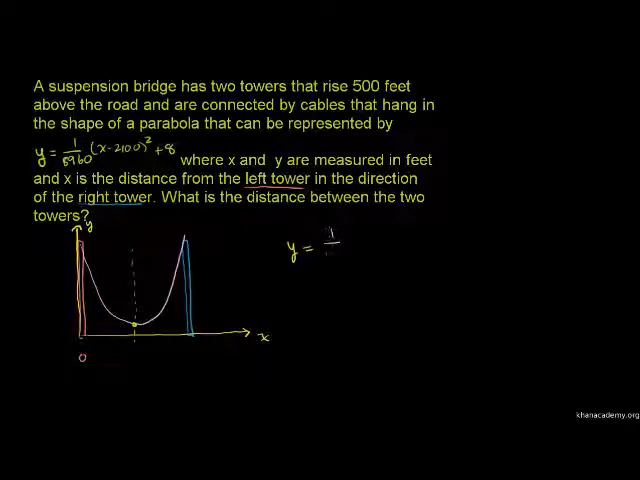 A suspension bridge has two towers that rise 500 feet
above the road and are connected by cables that hang in
the shape of a parabola that can be represented by
y = 1/8960 (x-2100)² + 8 where x and y are measured in feet
and x is the distance from the left tower in the direction
of the right tower. What is the distance between the two
towers?
y
y = 1
x
0
khanacademy.org